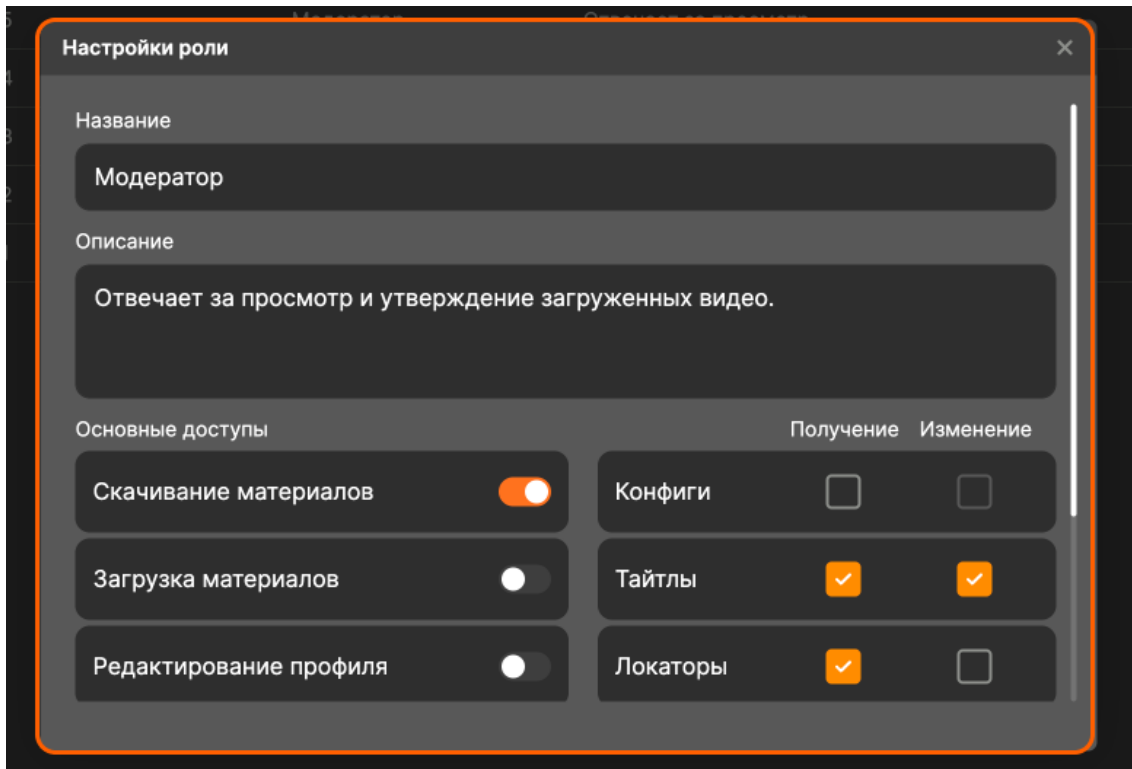 Настройки роли
Название
Модератор
Описание
Отвечает за просмотр и утверждение загруженных видео.
Основные доступы
Получение Изменение
Скачивание материалов
Конфиги
Загрузка материалов
Тайтлы
Редактирование профиля
Локаторы